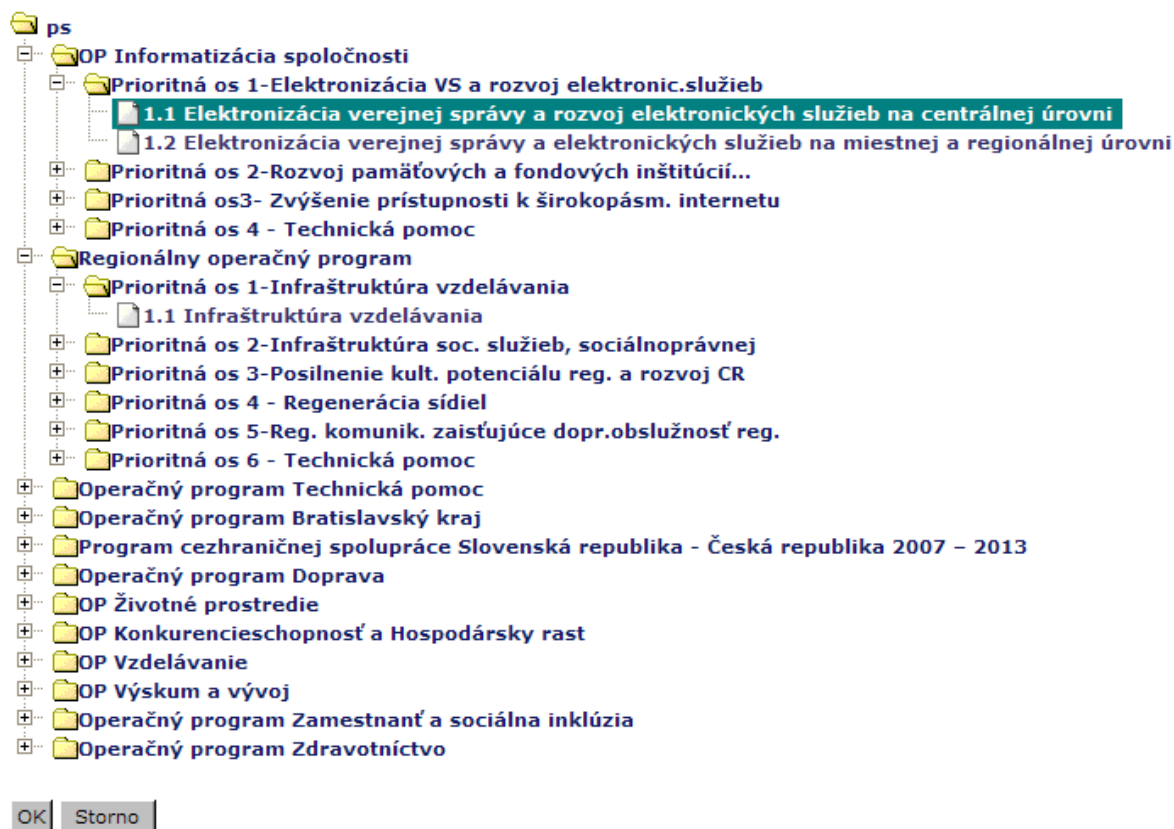 ps
OP Informatizácia spoločnosti
Prioritná os 1-Elektronizácia VS a rozvoj elektronic.služieb
1.1 Elektronizácia verejnej správy a rozvoj elektronických služieb na centrálnej úrovni
1.2 Elektronizácia verejnej správy a elektronických služieb na miestnej a regionálnej úrovni
Prioritná os 2-Rozvoj pamäťových a fondových inštitúcií...
Prioritná os3- Zvýšenie prístupnosti k širokopásm. internetu
Prioritná os 4 - Technická pomoc
Regionálny operačný program
Prioritná os 1-Infraštruktúra vzdelávania
1.1 Infraštruktúra vzdelávania
Prioritná os 2-Infraštruktúra soc. služieb, sociálnoprávnej
Prioritná os 3-Posilnenie kult. potenciálu reg. a rozvoj CR
Prioritná os 4 - Regenerácia sídiel
Prioritná os 5-Reg. komunik. zaisťujúce dopr.obslužnosť reg.
Prioritná os 6 - Technická pomoc
Operačný program Technická pomoc
Operačný program Bratislavský kraj
Program cezhraničnej spolupráce Slovenská republika - Česká republika 2007 – 2013
Operačný program Doprava
OP Životné prostredie
OP Konkurencieschopnosť a Hospodársky rast
OP Vzdelávanie
OP Výskum a vývoj
Operačný program Zamestnanť a sociálna inklúzia
Operačný program Zdravotníctvo
OK Storno